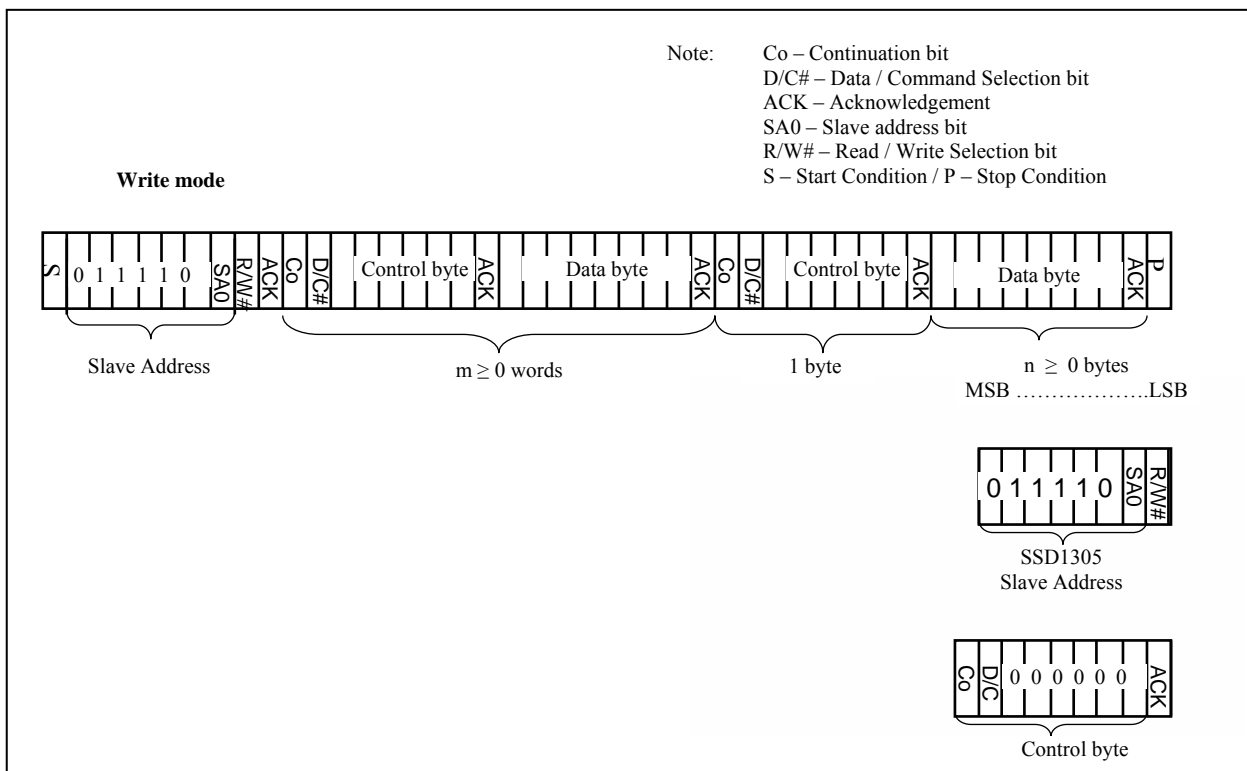 Note: Co – Continuation bit
D/C# – Data / Command Selection bit
ACK – Acknowledgement
SA0 – Slave address bit
R/W# – Read / Write Selection bit
S – Start Condition / P – Stop Condition
Write mode
S 0 1 1 1 1 0 SA0 R/W# ACK Co D/C# Control byte ACK Data byte ACK Co D/C# Control byte ACK Data byte ACK P
Slave Address m ≥ 0 words 1 byte n ≥ 0 bytes
MSB ………………….LSB
0 1 1 1 1 0 SA0 R/W#
SSD1305
Slave Address
Co D/C 0 0 0 0 0 0 ACK
Control byte